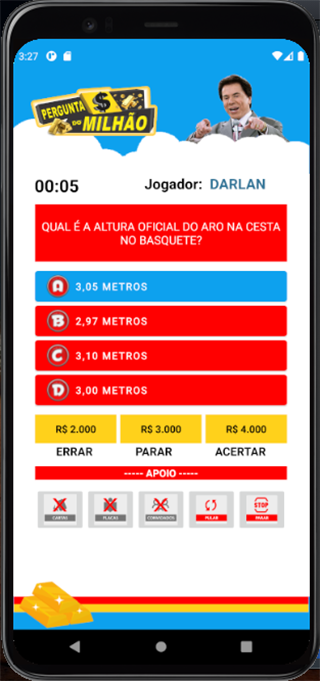 3:27
PERGUNTA
$
DO MILHÃO
00:05
Jogador: DARLAN
QUAL É A ALTURA OFICIAL DO ARO NA CESTA
NO BASQUETE?
A 3,05 METROS
B 2,97 METROS
C 3,10 METROS
D 3,00 METROS
R$ 2.000 R$ 3.000 R$ 4.000
ERRAR PARAR ACERTAR
----- APOIO -----
STOP
CARTAS PLACAS CONVIDADOS PULAR PARAR